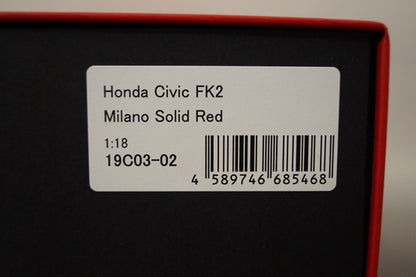 Honda Civic FK2
Milano Solid Red
1:18
19C03-02
4 589746 685468